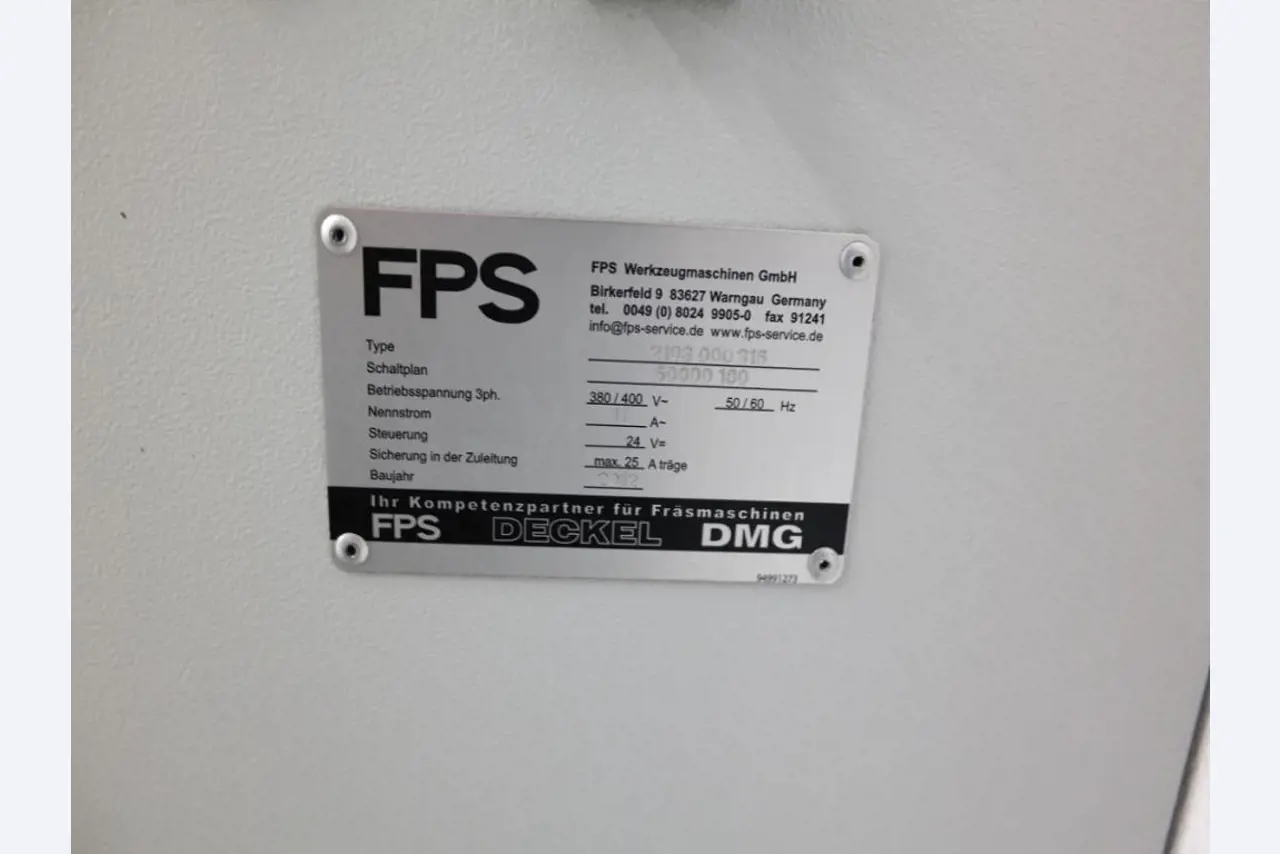 FPS
FPS Werkzeugmaschinen GmbH
Birkerfeld 9 83627 Warngau Germany
tel. 0049 (0) 8024 9905-0 fax 91241
info@fps-service.de www.fps-service.de
Type
Schaltplan
Betriebsspannung 3ph. 380 / 400 V~ 50 / 60 Hz
Nennstrom A~
Steuerung 24 V=
Sicherung in der Zuleitung max. 25 A träge
Baujahr
Ihr Kompetenzpartner für Fräsmaschinen
FPS DECKEL DMG
94991273